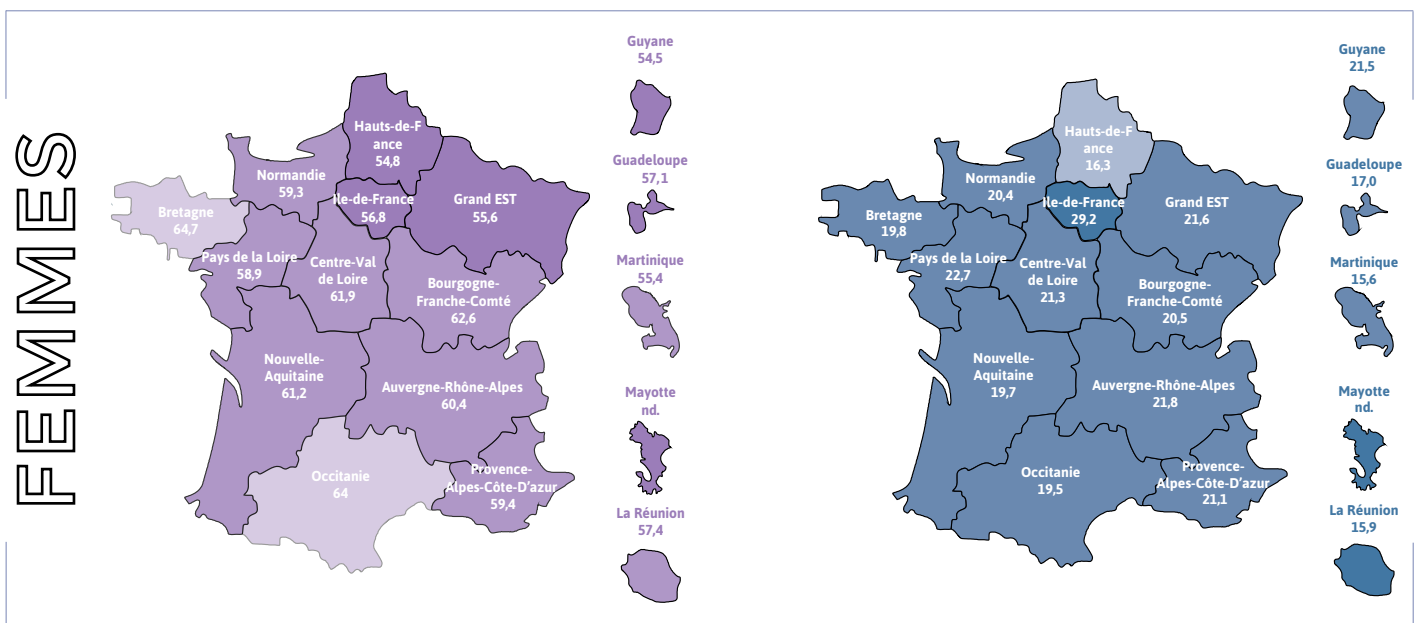 FEMMES
Hauts-de-F
ance
54,8
Normandie
59,3
Ile-de-France
56,8
Grand EST
55,6
Bretagne
64,7
Pays de la Loire
58,9
Centre-Val
de Loire
61,9
Bourgogne-
Franche-Comté
62,6
Nouvelle-
Aquitaine
61,2
Auvergne-Rhône-Alpes
60,4
Occitanie
64
Provence-
Alpes-Côte-D’azur
59,4
Guyane
54,5
Guadeloupe
57,1
Martinique
55,4
Mayotte
nd.
La Réunion
57,4
Hauts-de-F
ance
16,3
Normandie
20,4
Ile-de-France
29,2
Grand EST
21,6
Bretagne
19,8
Pays de la Loire
22,7
Centre-Val
de Loire
21,3
Bourgogne-
Franche-Comté
20,5
Nouvelle-
Aquitaine
19,7
Auvergne-Rhône-Alpes
21,8
Occitanie
19,5
Provence-
Alpes-Côte-D’azur
21,1
Guyane
21,5
Guadeloupe
17,0
Martinique
15,6
Mayotte
nd.
La Réunion
15,9